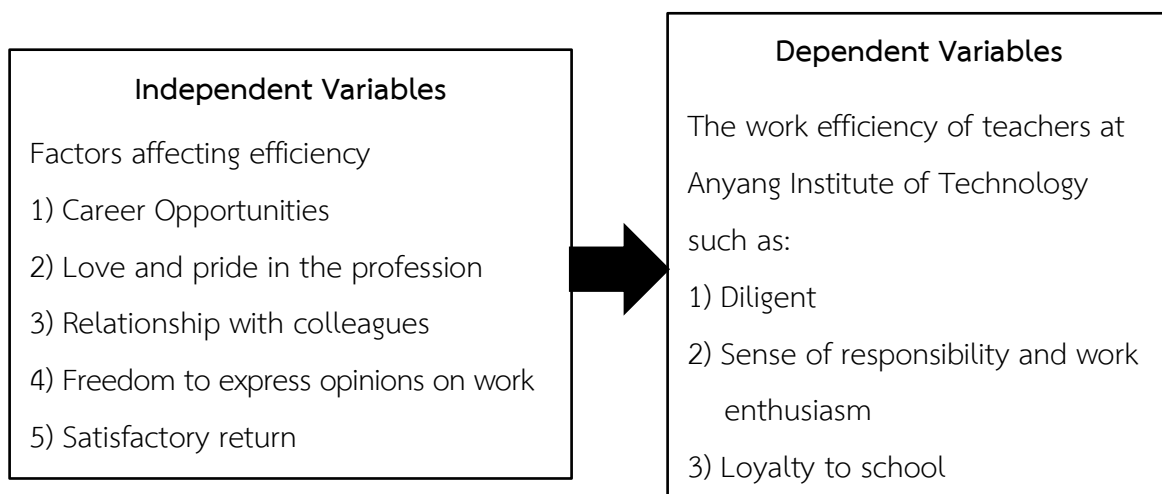 Independent Variables
Factors affecting efficiency
1) Career Opportunities
2) Love and pride in the profession
3) Relationship with colleagues
4) Freedom to express opinions on work
5) Satisfactory return
Dependent Variables
The work efficiency of teachers at
Anyang Institute of Technology
such as:
1) Diligent
2) Sense of responsibility and work
enthusiasm
3) Loyalty to school